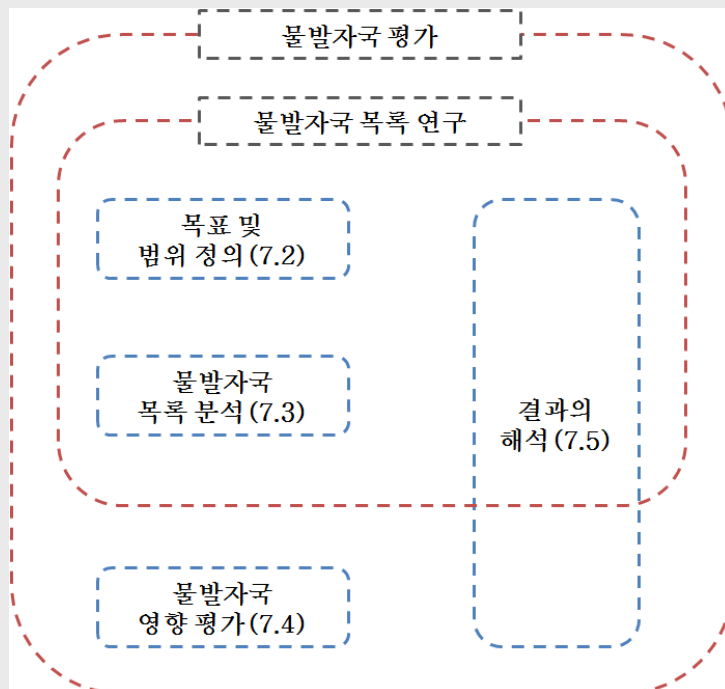 물발자국 평가
물발자국 목록 연구
목표 및
범위 정의(7.2)
물발자국
목록 분석(7.3)
결과의
해석(7.5)
물발자국
영향 평가(7.4)